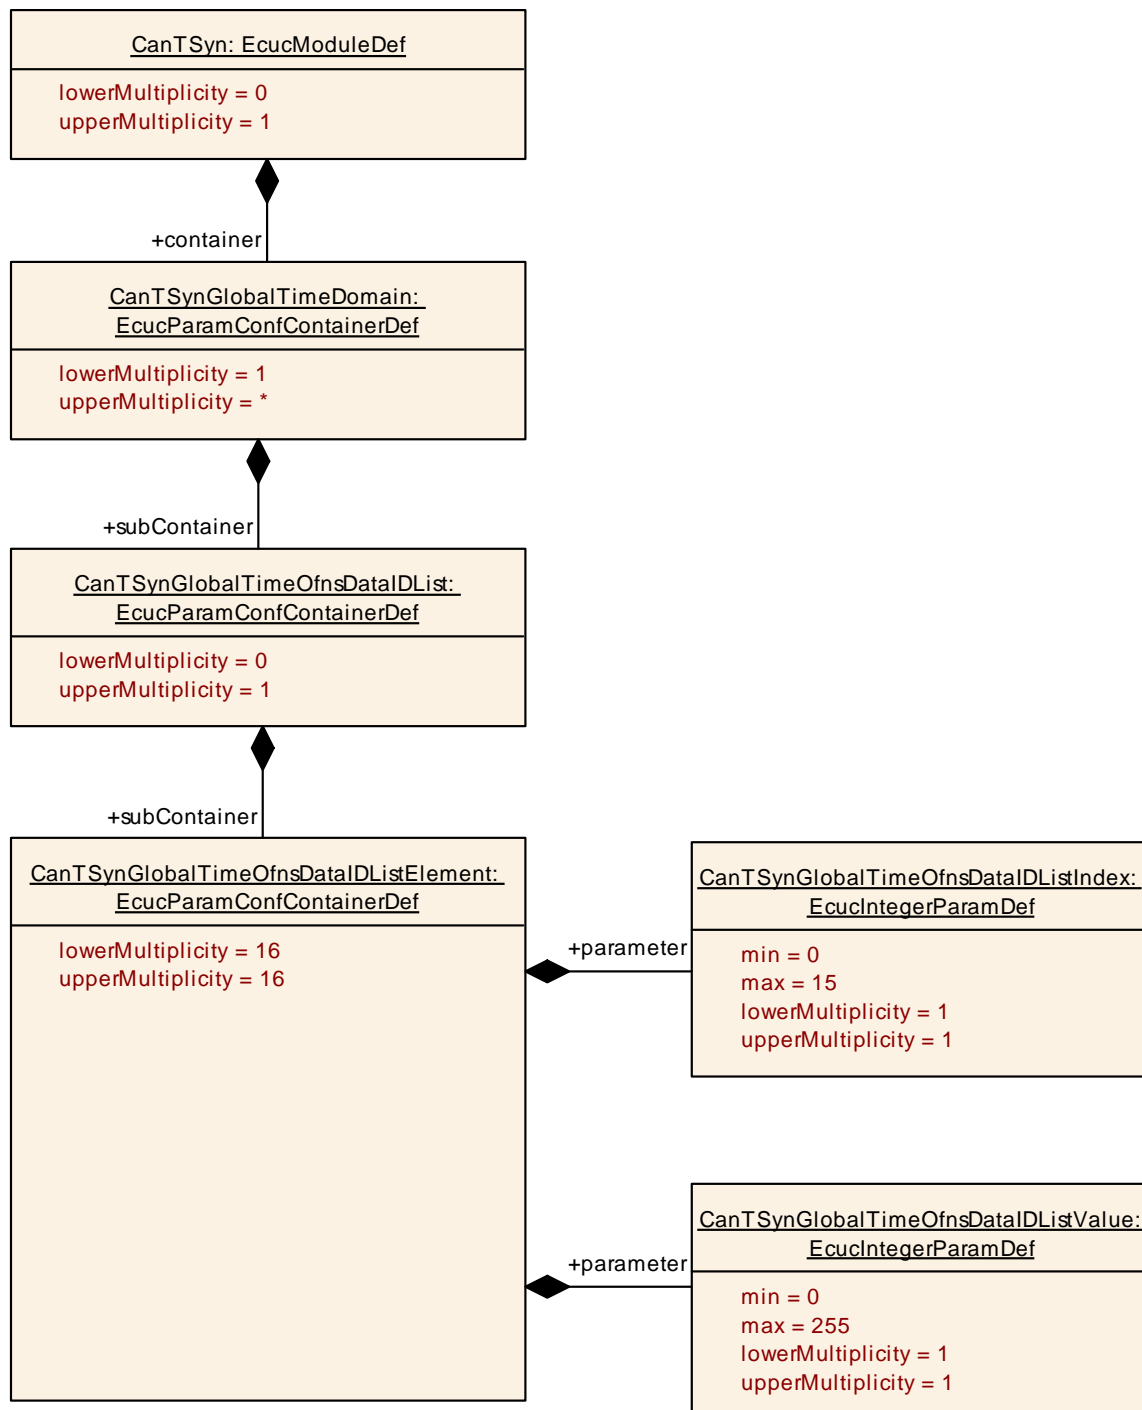 CanTSyn: EcucModuleDef
lowerMultiplicity = 0
upperMultiplicity = 1
+container
CanTSynGlobalTimeDomain:
EcucParamConfContainerDef
lowerMultiplicity = 1
upperMultiplicity = *
+subContainer
CanTSynGlobalTimeOfnsDataIDList:
EcucParamConfContainerDef
lowerMultiplicity = 0
upperMultiplicity = 1
+subContainer
CanTSynGlobalTimeOfnsDataIDListElement:
EcucParamConfContainerDef
lowerMultiplicity = 16
upperMultiplicity = 16
+parameter
CanTSynGlobalTimeOfnsDataIDListIndex:
EcucIntegerParamDef
min = 0
max = 15
lowerMultiplicity = 1
upperMultiplicity = 1
+parameter
CanTSynGlobalTimeOfnsDataIDListValue:
EcucIntegerParamDef
min = 0
max = 255
lowerMultiplicity = 1
upperMultiplicity = 1